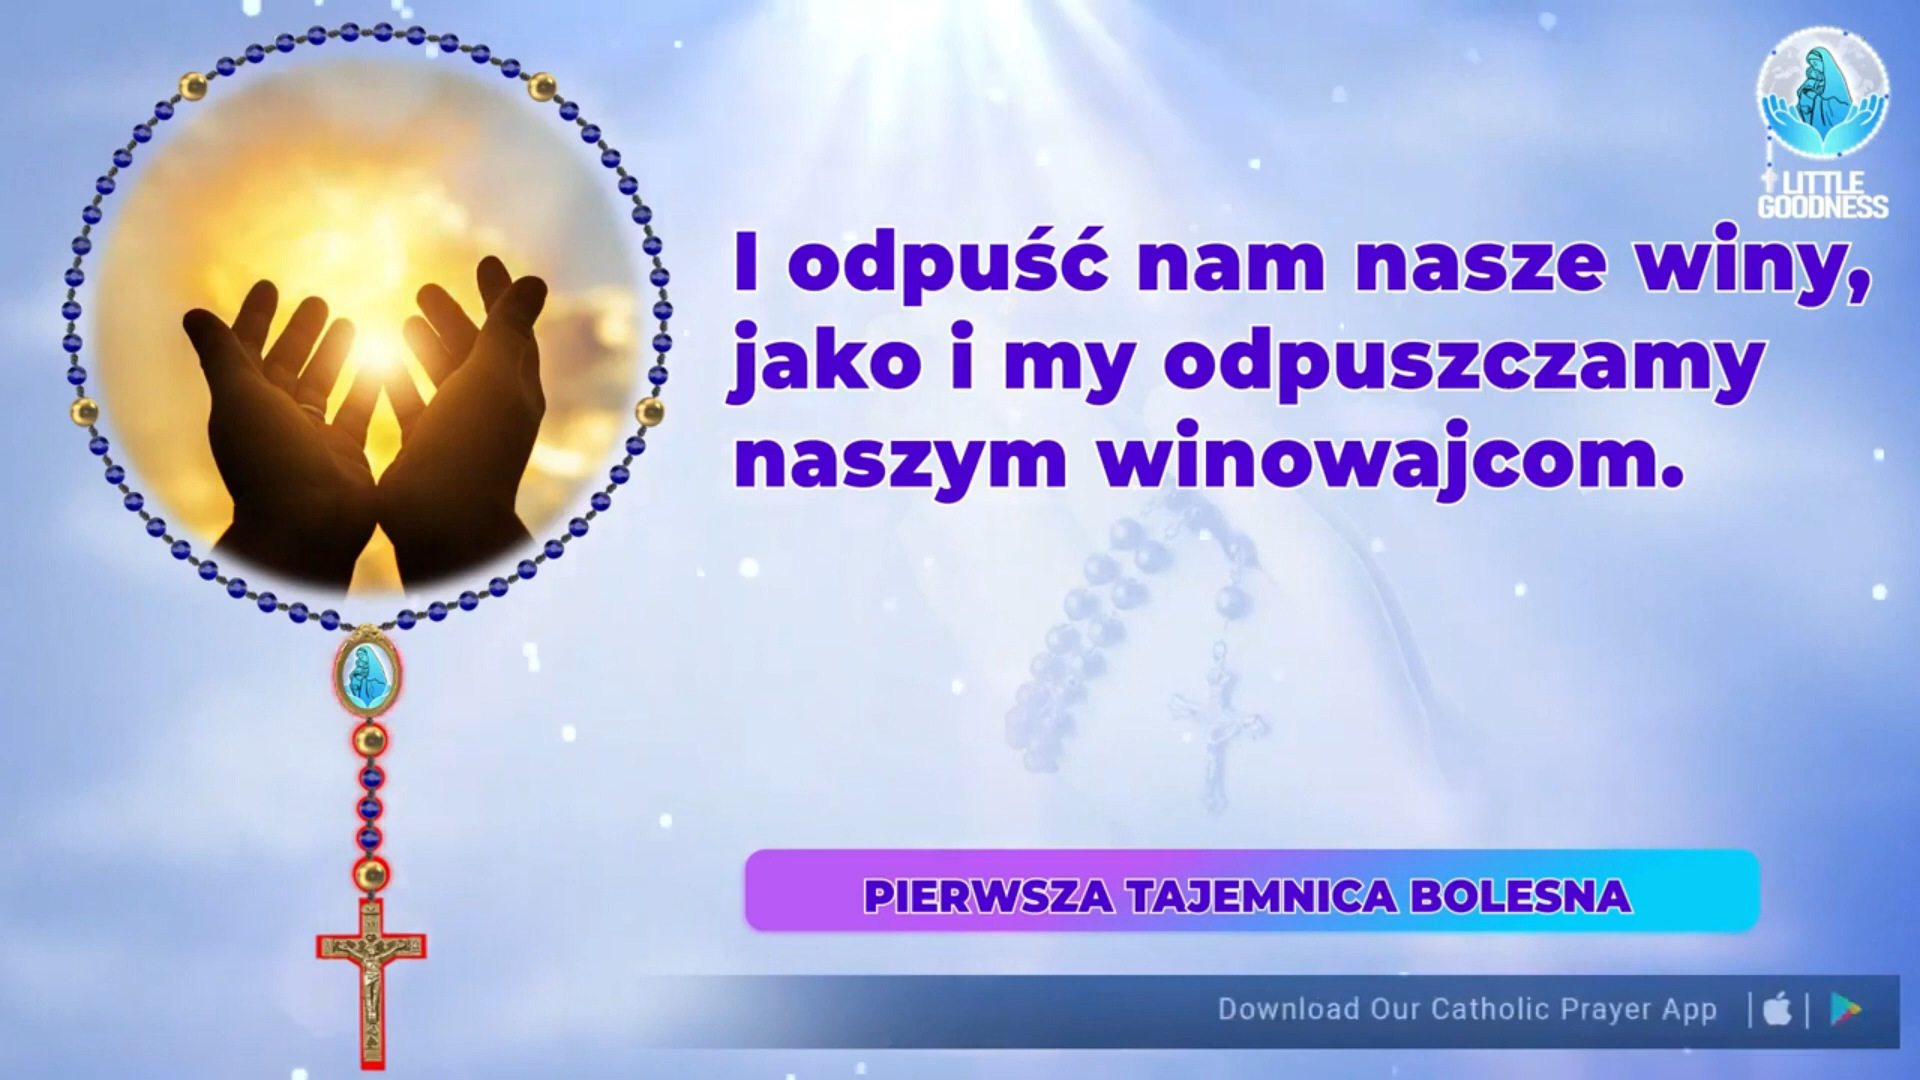 LITTLE
GOODNESS
I odpuść nam nasze winy,
jako i my odpuszczamy
naszym winowajcom.
PIERWSZA TAJEMNICA BOLESNA
Download Our Catholic Prayer App